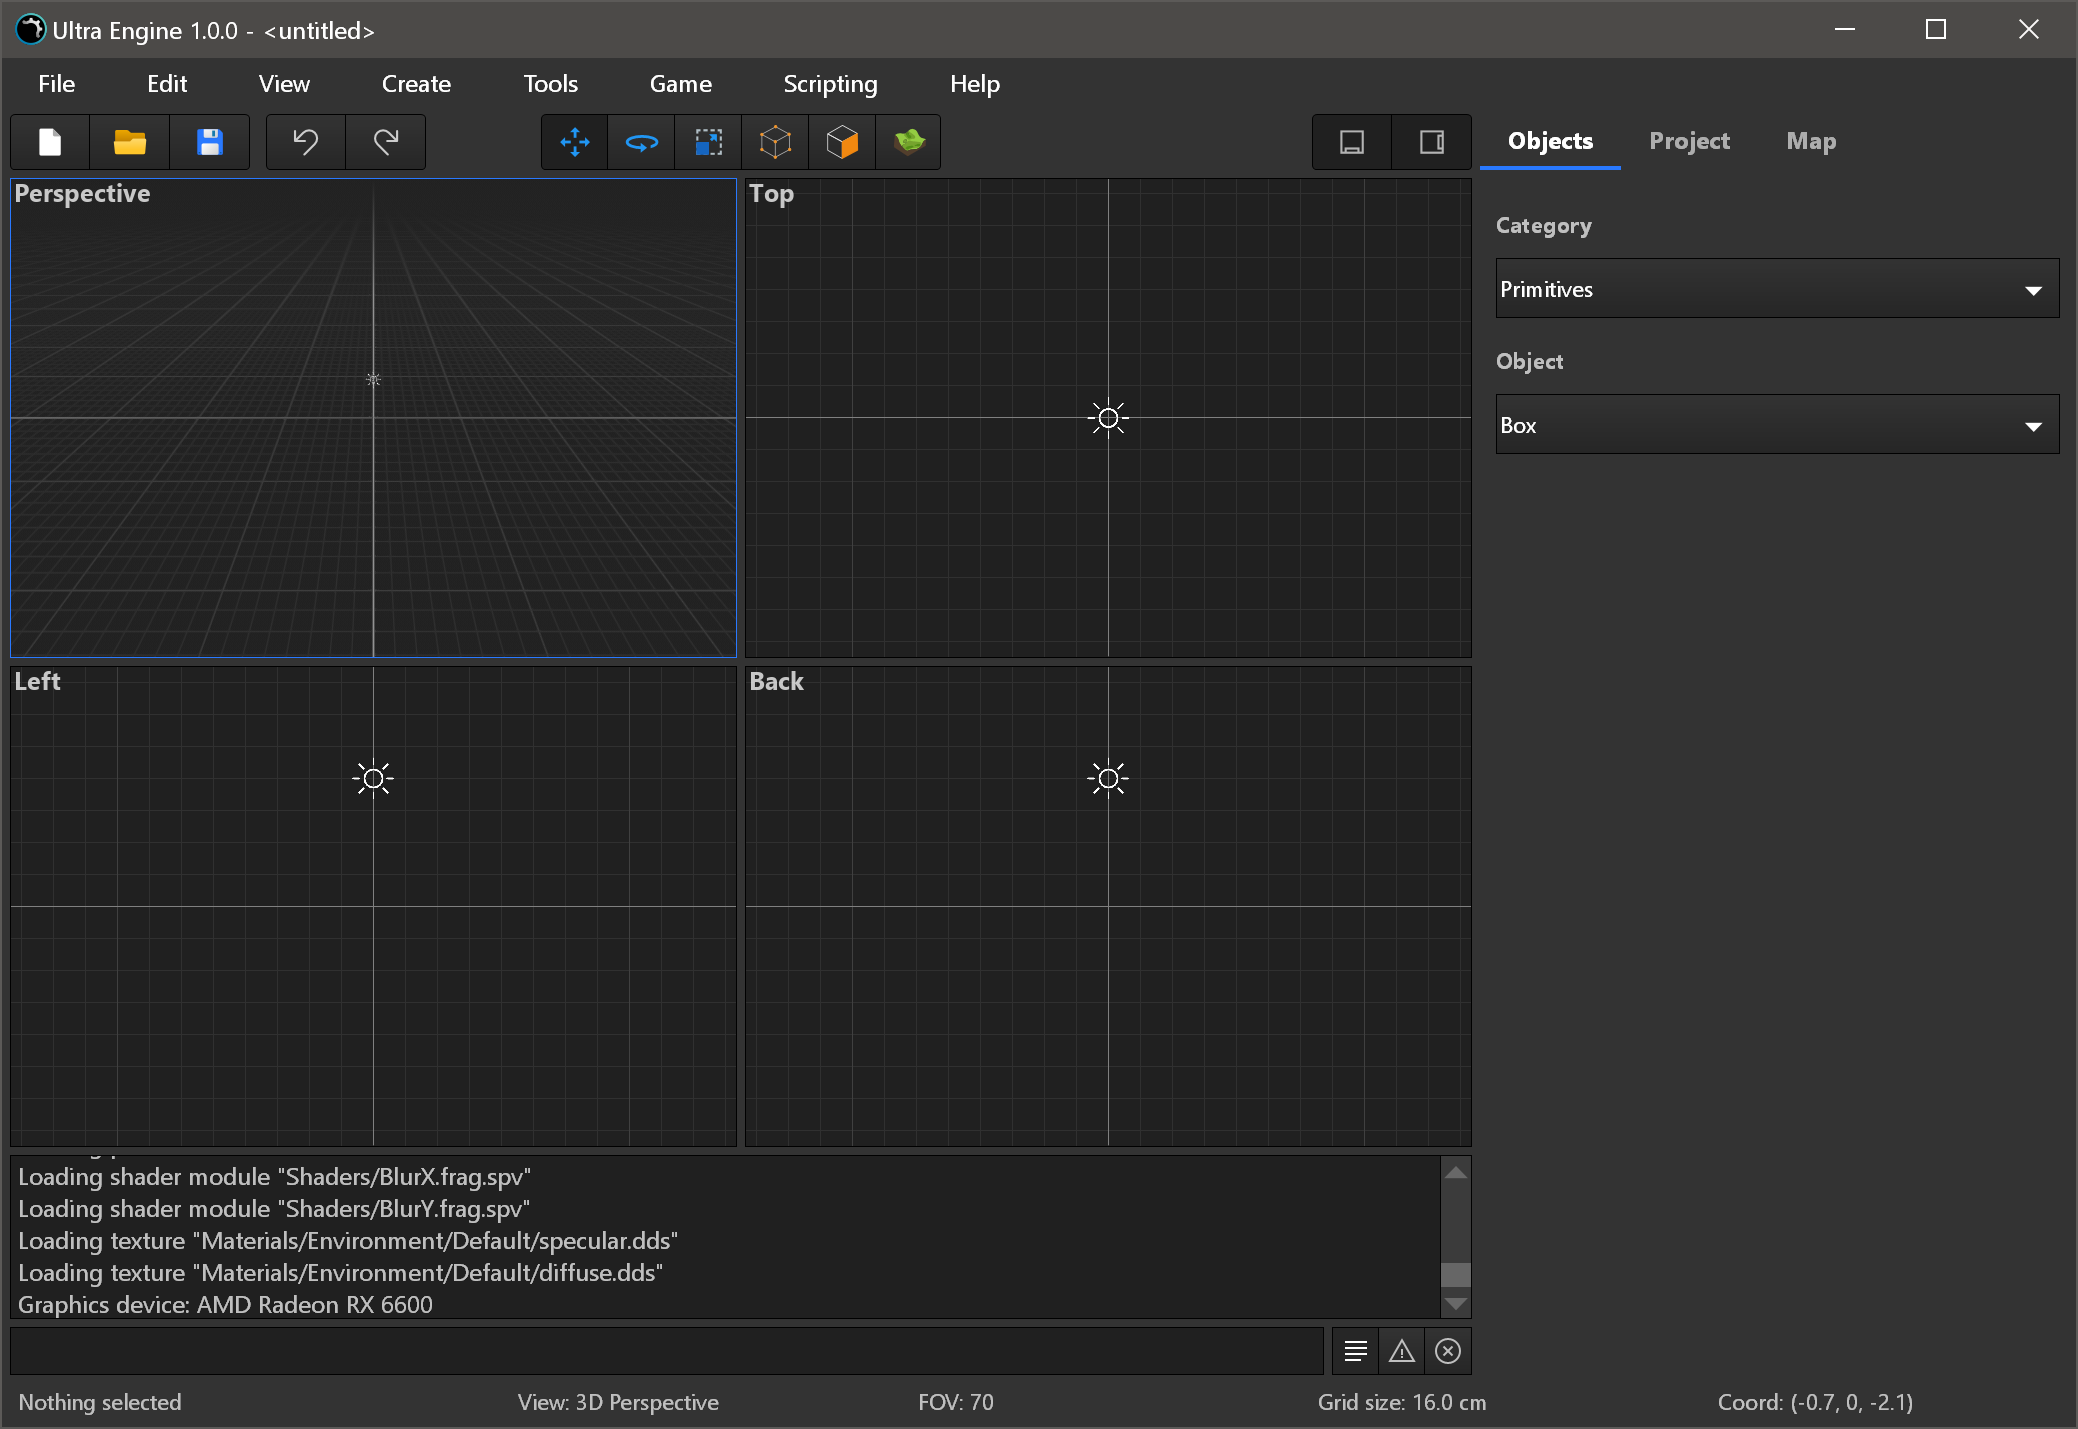 Ultra Engine 1.0.0 - <untitled>
File Edit View Create Tools Game Scripting Help
Objects Project Map
Perspective
Top
Category
Primitives
Object
Box
Left
Back
Loading shader module "Shaders/BlurX.frag.spv"
Loading shader module "Shaders/BlurY.frag.spv"
Loading texture "Materials/Environment/Default/specular.dds"
Loading texture "Materials/Environment/Default/diffuse.dds"
Graphics device: AMD Radeon RX 6600
Nothing selected View: 3D Perspective FOV: 70 Grid size: 16.0 cm Coord: (-0.7, 0, -2.1)